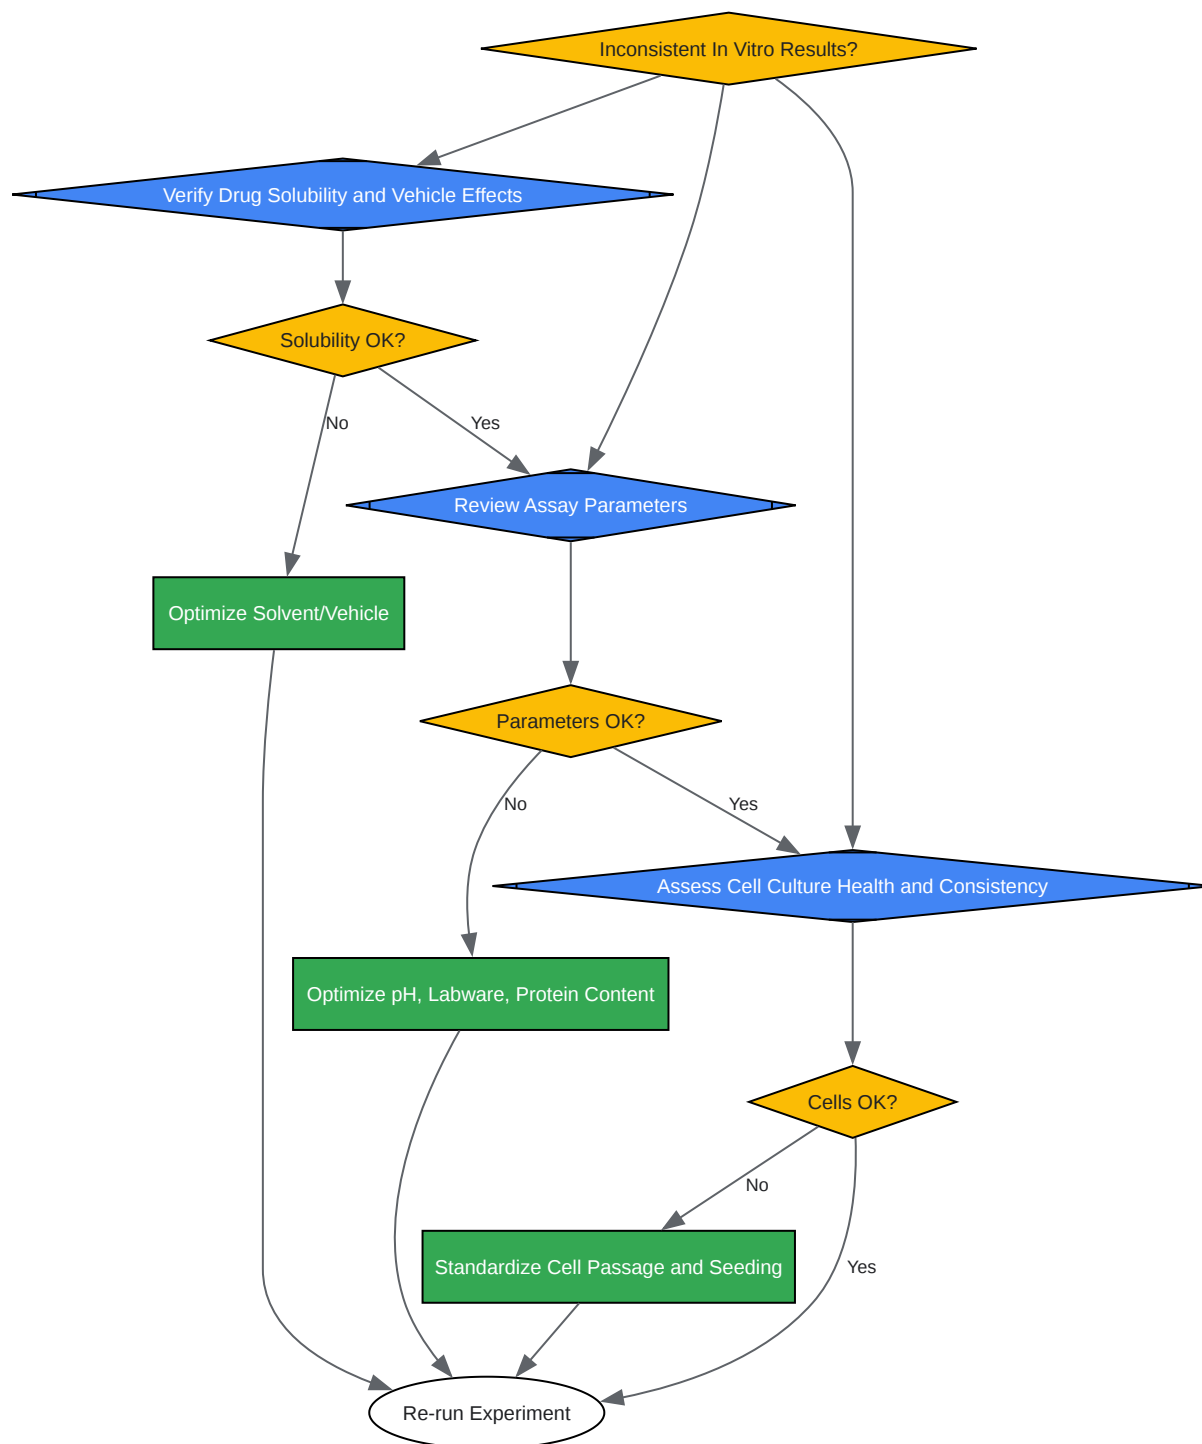 Inconsistent In Vitro Results?
Verify Drug Solubility and Vehicle Effects
Solubility OK?
No
Yes
Review Assay Parameters
Optimize Solvent/Vehicle
Parameters OK?
No
Yes
Assess Cell Culture Health and Consistency
Optimize pH, Labware, Protein Content
Cells OK?
No
Standardize Cell Passage and Seeding
Yes
Re-run Experiment